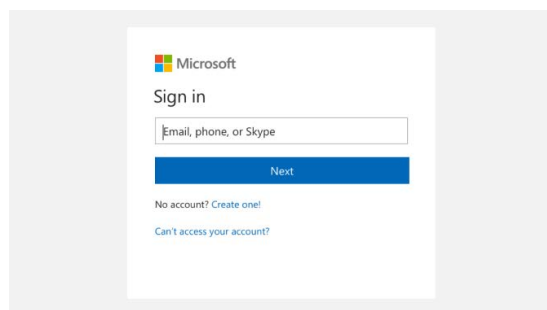 Microsoft
Sign in
Email, phone, or Skype
Next
No account? Create one!
Can't access your account?